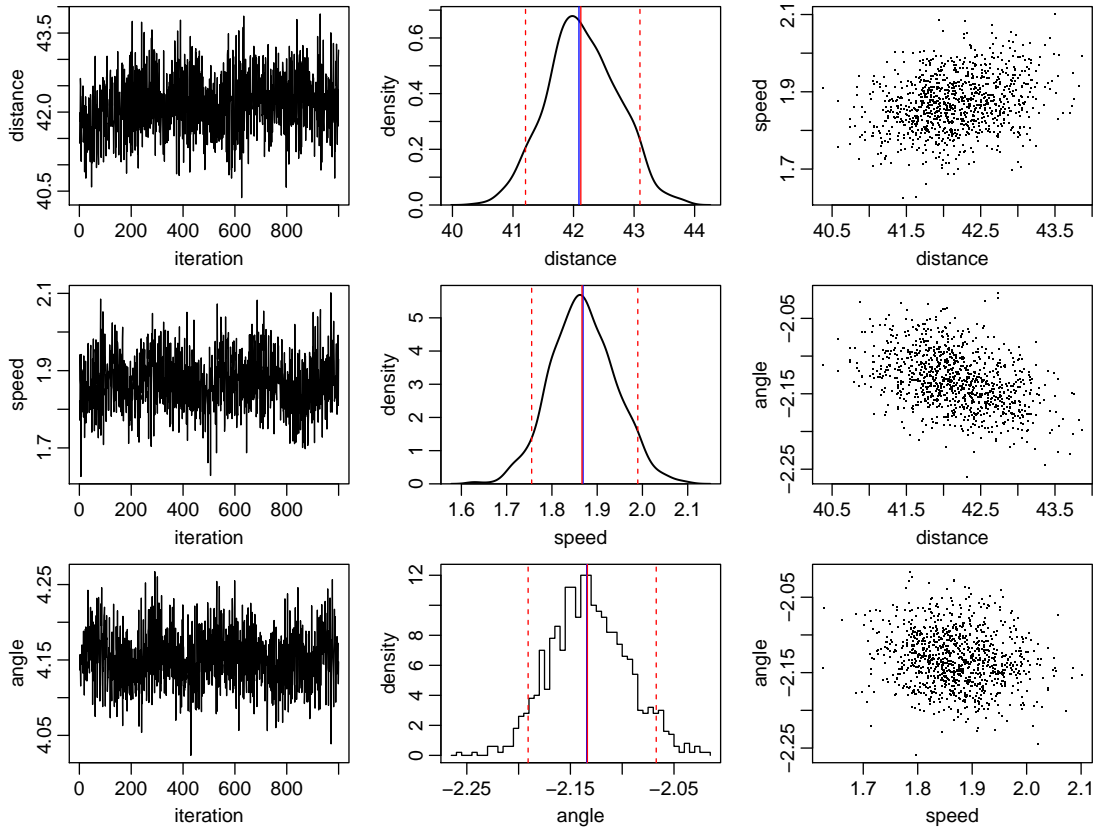 43.5
42.0
40.5
distance
0 200 400 600 800
iteration
0.6
0.4
0.2
0.0
density
40 41 42 43 44
distance
2.1
1.9
1.7
speed
40.5 41.5 42.5 43.5
distance
2.1
1.9
1.7
speed
0 200 400 600 800
iteration
5
4
3
2
1
0
density
1.6 1.7 1.8 1.9 2.0 2.1
speed
−2.05
−2.15
−2.25
angle
40.5 41.5 42.5 43.5
distance
4.25
4.15
4.05
angle
0 200 400 600 800
iteration
12
8
6
4
2
0
density
−2.25 −2.15 −2.05
angle
−2.05
−2.15
−2.25
angle
1.7 1.8 1.9 2.0 2.1
speed